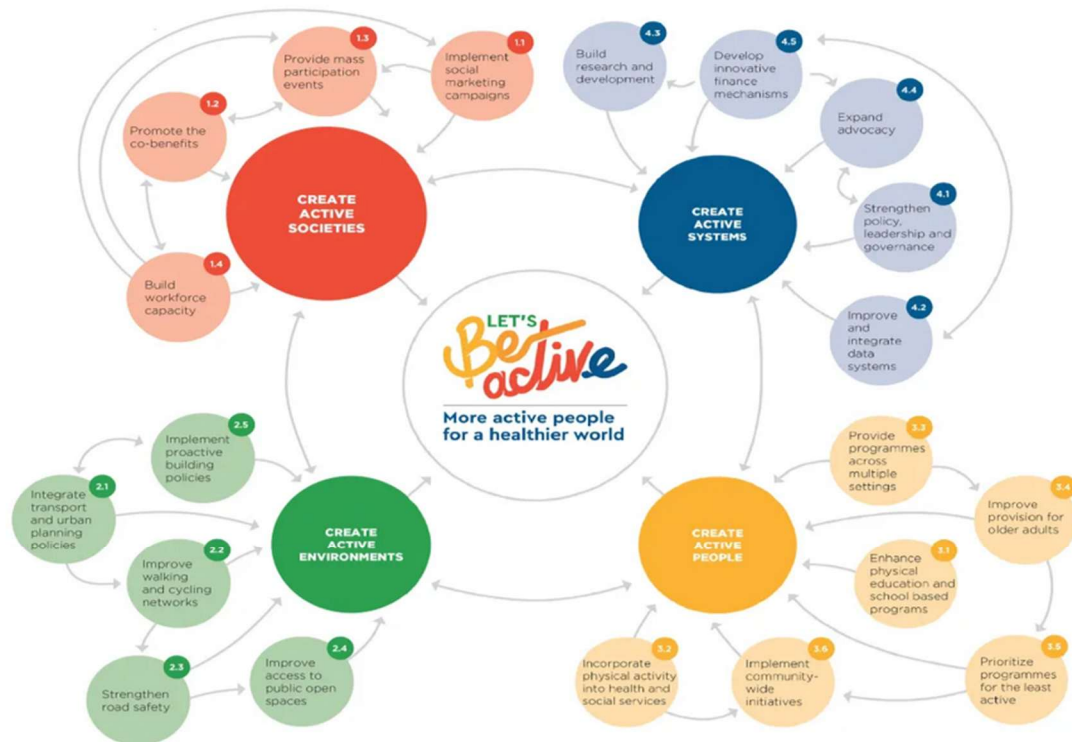 1.3
Provide mass
participation
events
1.1
Implement
social
marketing
campaigns
1.2
Promote the
co-benefits
1.4
Build
workforce
capacity
CREATE
ACTIVE
SOCIETIES
4.3
Build
research and
development
4.5
Develop
innovative
finance
mechanisms
4.4
Expand
advocacy
4.1
Strengthen
policy,
leadership and
governance
4.2
Improve
and
integrate
data
systems
CREATE
ACTIVE
SYSTEMS
LET'S
Be
active
More active people
for a healthier world
2.5
Implement
proactive
building
policies
2.1
Integrate
transport
and urban
planning
policies
2.2
Improve
walking
and cycling
networks
2.3
Strengthen
road safety
2.4
Improve
access to
public open
spaces
CREATE
ACTIVE
ENVIRONMENTS
3.3
Provide
programmes
across
multiple
settings
3.4
Improve
provision for
older adults
3.1
Enhance
physical
education and
school based
programs
3.5
Prioritize
programmes
for the least
active
3.6
Implement
community-
wide
initiatives
3.2
Incorporate
physical activity
into health and
social services
CREATE
ACTIVE
PEOPLE